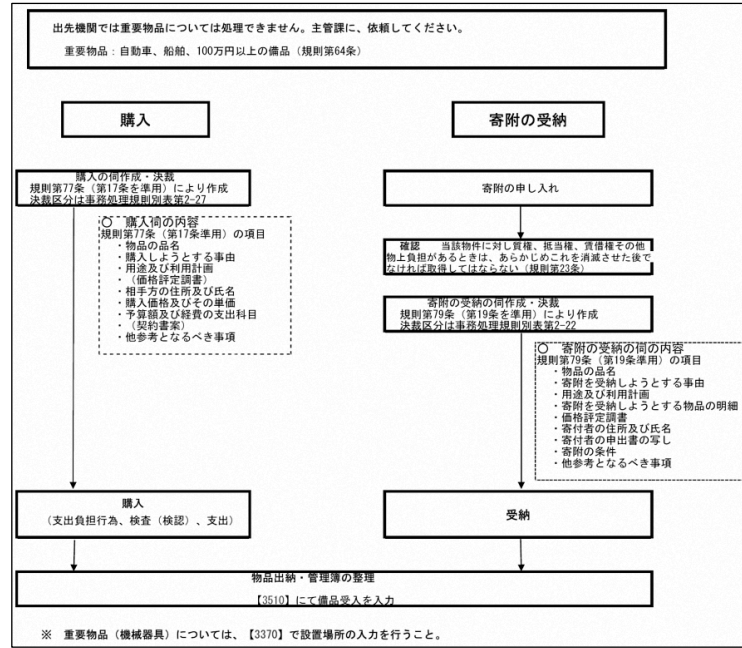 出先機関では重要物品については処理できません。主管課に、依頼してください。
重要物品：自動車、船舶、100万円以上の備品（規則第64条）
購入
購入の伺作成・決裁
規則第77条（第17条を準用）により作成
決裁区分は事務処理規則別表第2-27
○　購入伺の内容
規則第77条（第17条準用）の項目
・物品の品名
・購入しようとする事由
・用途及び利用計画
・（価格評定調書）
・相手方の住所及び氏名
・購入価格及びその単価
・予算額及び経費の支出科目
・（契約書案）
・他参考となるべき事項
購入
（支出負担行為、検査（検認）、支出）
寄附の受納
寄附の申し入れ
確認　当該物件に対し質権、抵当権、賃借権その他
物上負担があるときは、あらかじめこれを消滅させた後で
なければ取得してはならない（規則第23条）
寄附の受納の伺作成・決裁
規則第79条（第19条を準用）により作成
決裁区分は事務処理規則別表第2-22
○　寄附の受納の伺の内容
規則第79条（第19条準用）の項目
・物品の品名
・寄附を受納しようとする事由
・用途及び利用計画
・寄附を受納しようとする物品の明細
・価格評定調書
・寄付者の住所及び氏名
・寄付者の申出書の写し
・寄附の条件
・他参考となるべき事項
受納
物品出納・管理簿の整理
【3510】にて備品受入を入力
※　重要物品（機械器具）については、【3370】で設置場所の入力を行うこと。